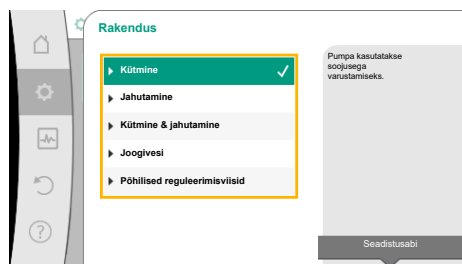 Rakendus
Kütmine
Jahutamine
Kütmine & jahutamine
Joogivesi
Põhilised reguleerimisviisid
Pumpa kasutatakse
soojusega
varustamiseks.
Seadistusabi